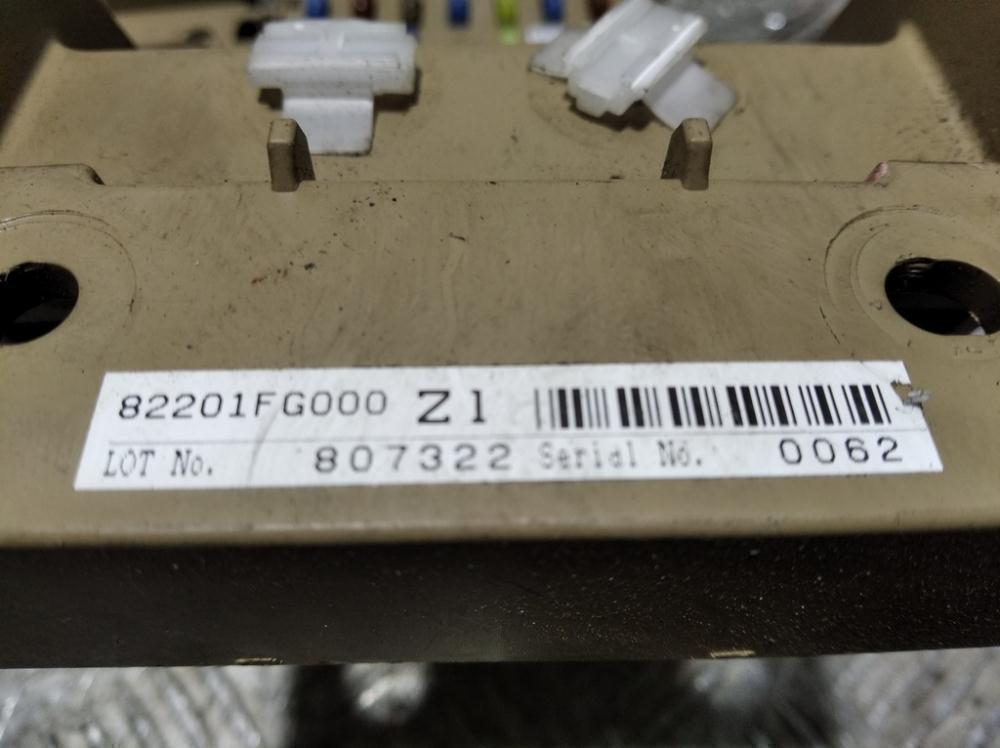 82201FG000 Z1
LOT No. 807322 Serial No. 0062